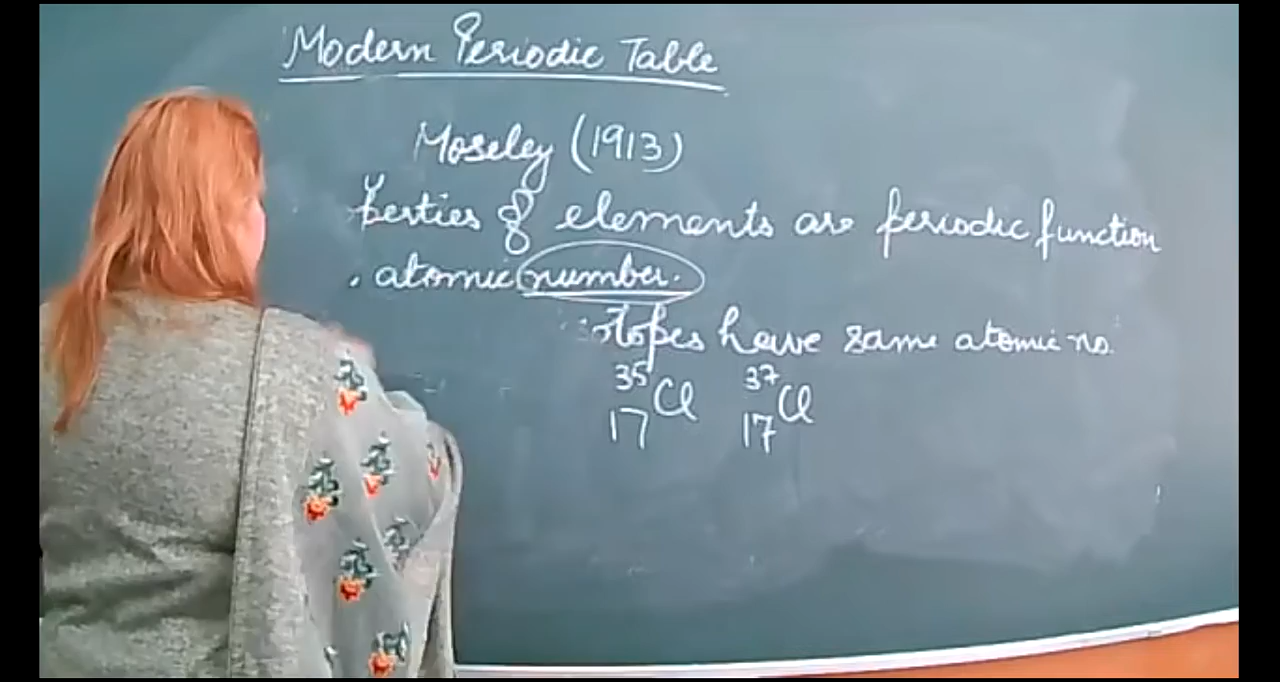 Modern Periodic Table
Moseley (1913)
perties of elements are periodic function
atomic number.
isotopes have same atomic no.
35 Cl 37 Cl
17 17